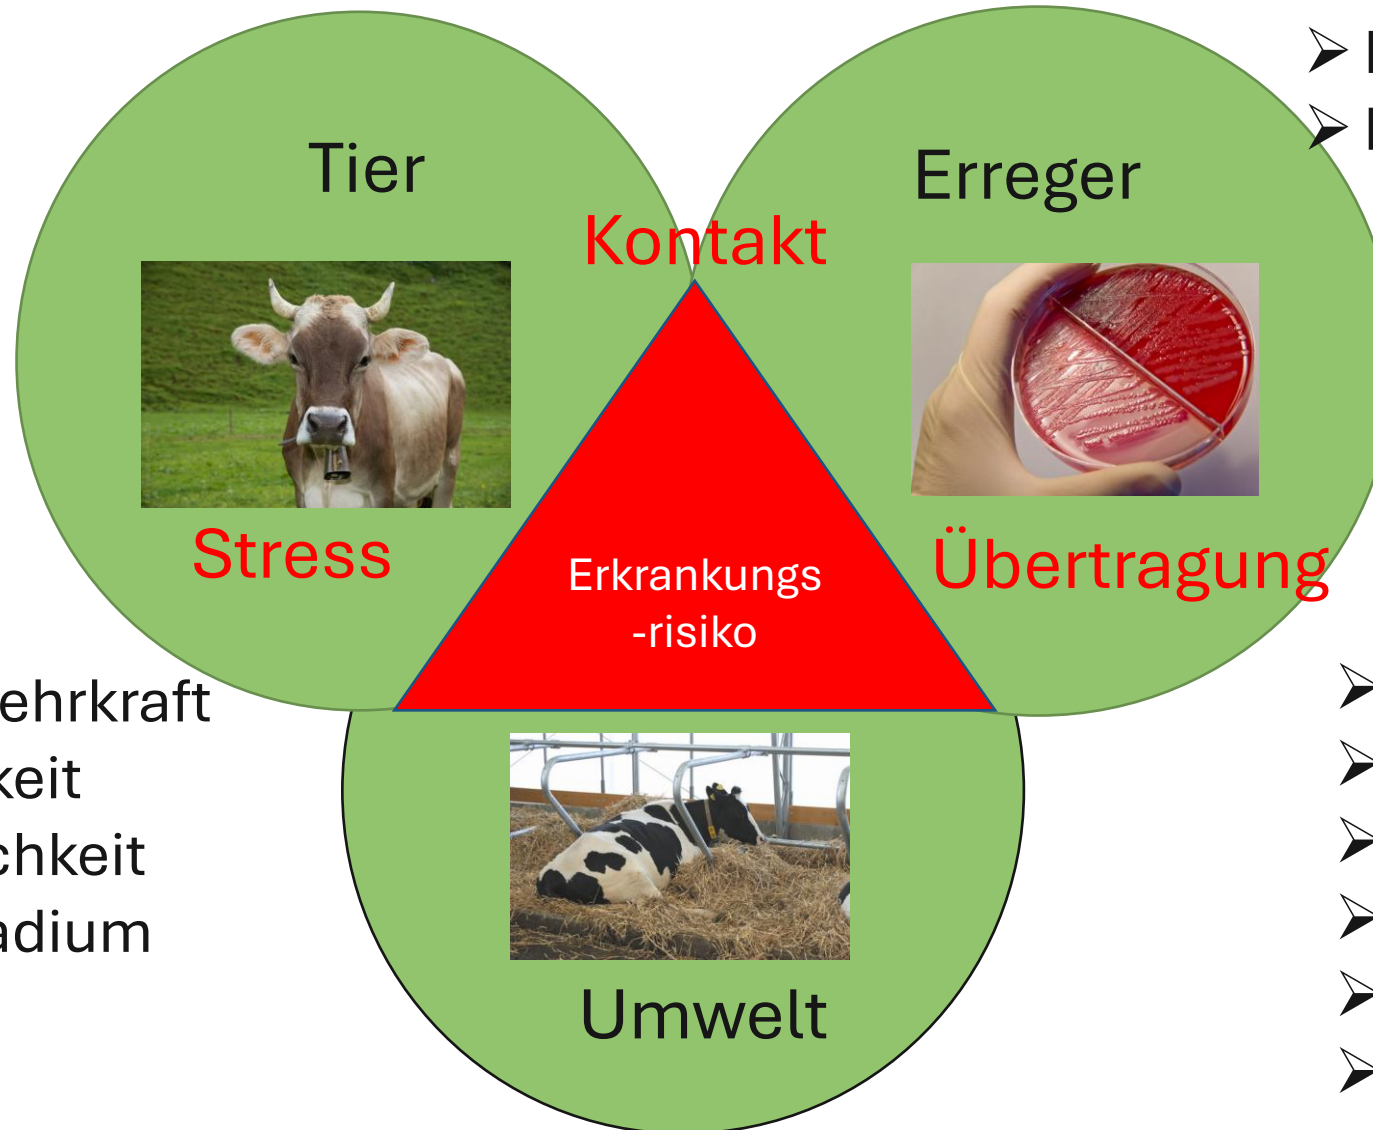 Tier
Erreger
Kontakt
Stress
Übertragung
Erkrankungs
-risiko
ehrkraft
keit
chkeit
adium
Umwelt